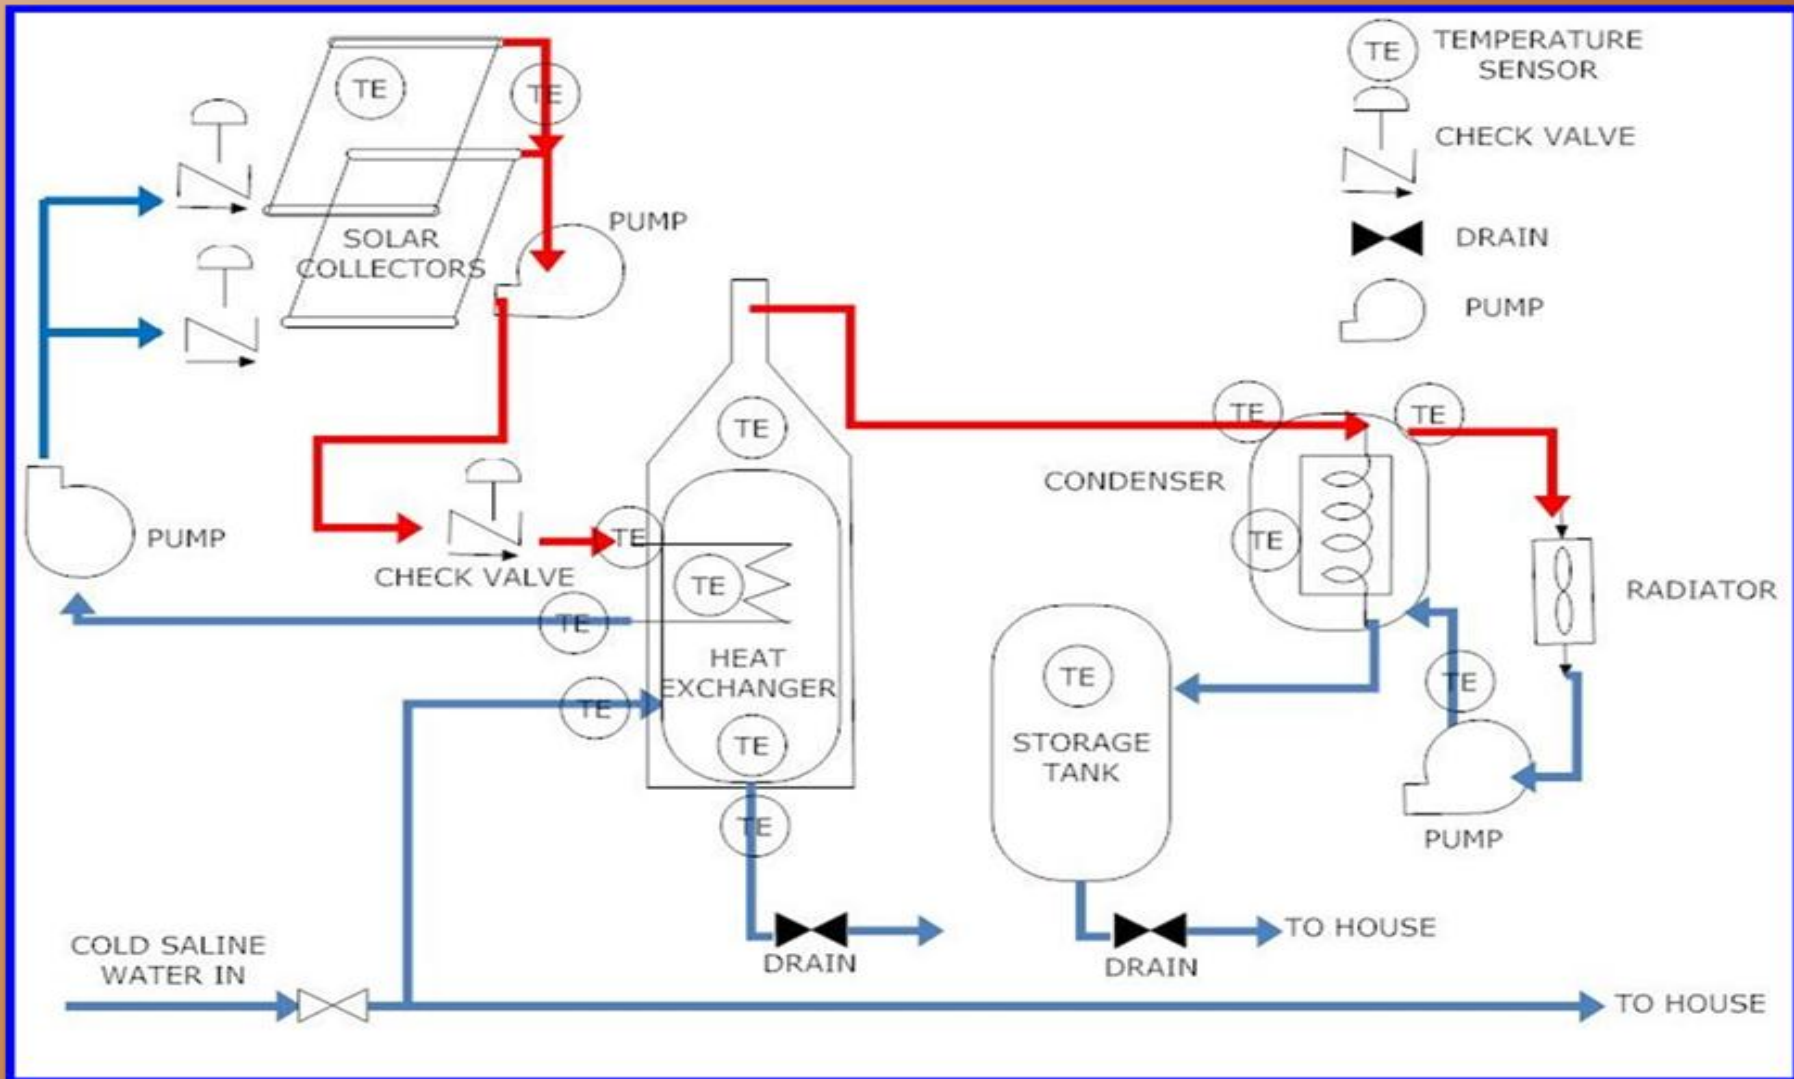 TE
TE
SOLAR
COLLECTORS
PUMP
TE
TEMPERATURE
SENSOR
CHECK VALVE
DRAIN
PUMP
PUMP
CHECK VALVE
TE
TE
TE
TE
TE
HEAT
EXCHANGER
TE
TE
DRAIN
TE
TE
CONDENSER
TE
RADIATOR
TE
STORAGE
TANK
TE
PUMP
DRAIN
TO HOUSE
COLD SALINE
WATER IN
TO HOUSE